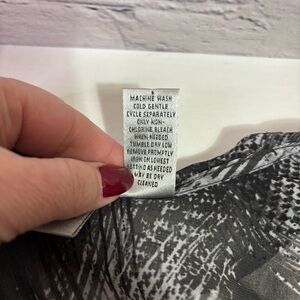 MACHINE WASH
COLD GENTLE
CYCLE SEPARATELY
ONLY NON-
CHLORINE BLEACH
WHEN NEEDED
TUMBLE DRY LOW
REMOVE PROMPTLY
IRON ON LOWEST
AS NEEDED
MAY BE DRY
CLEANED